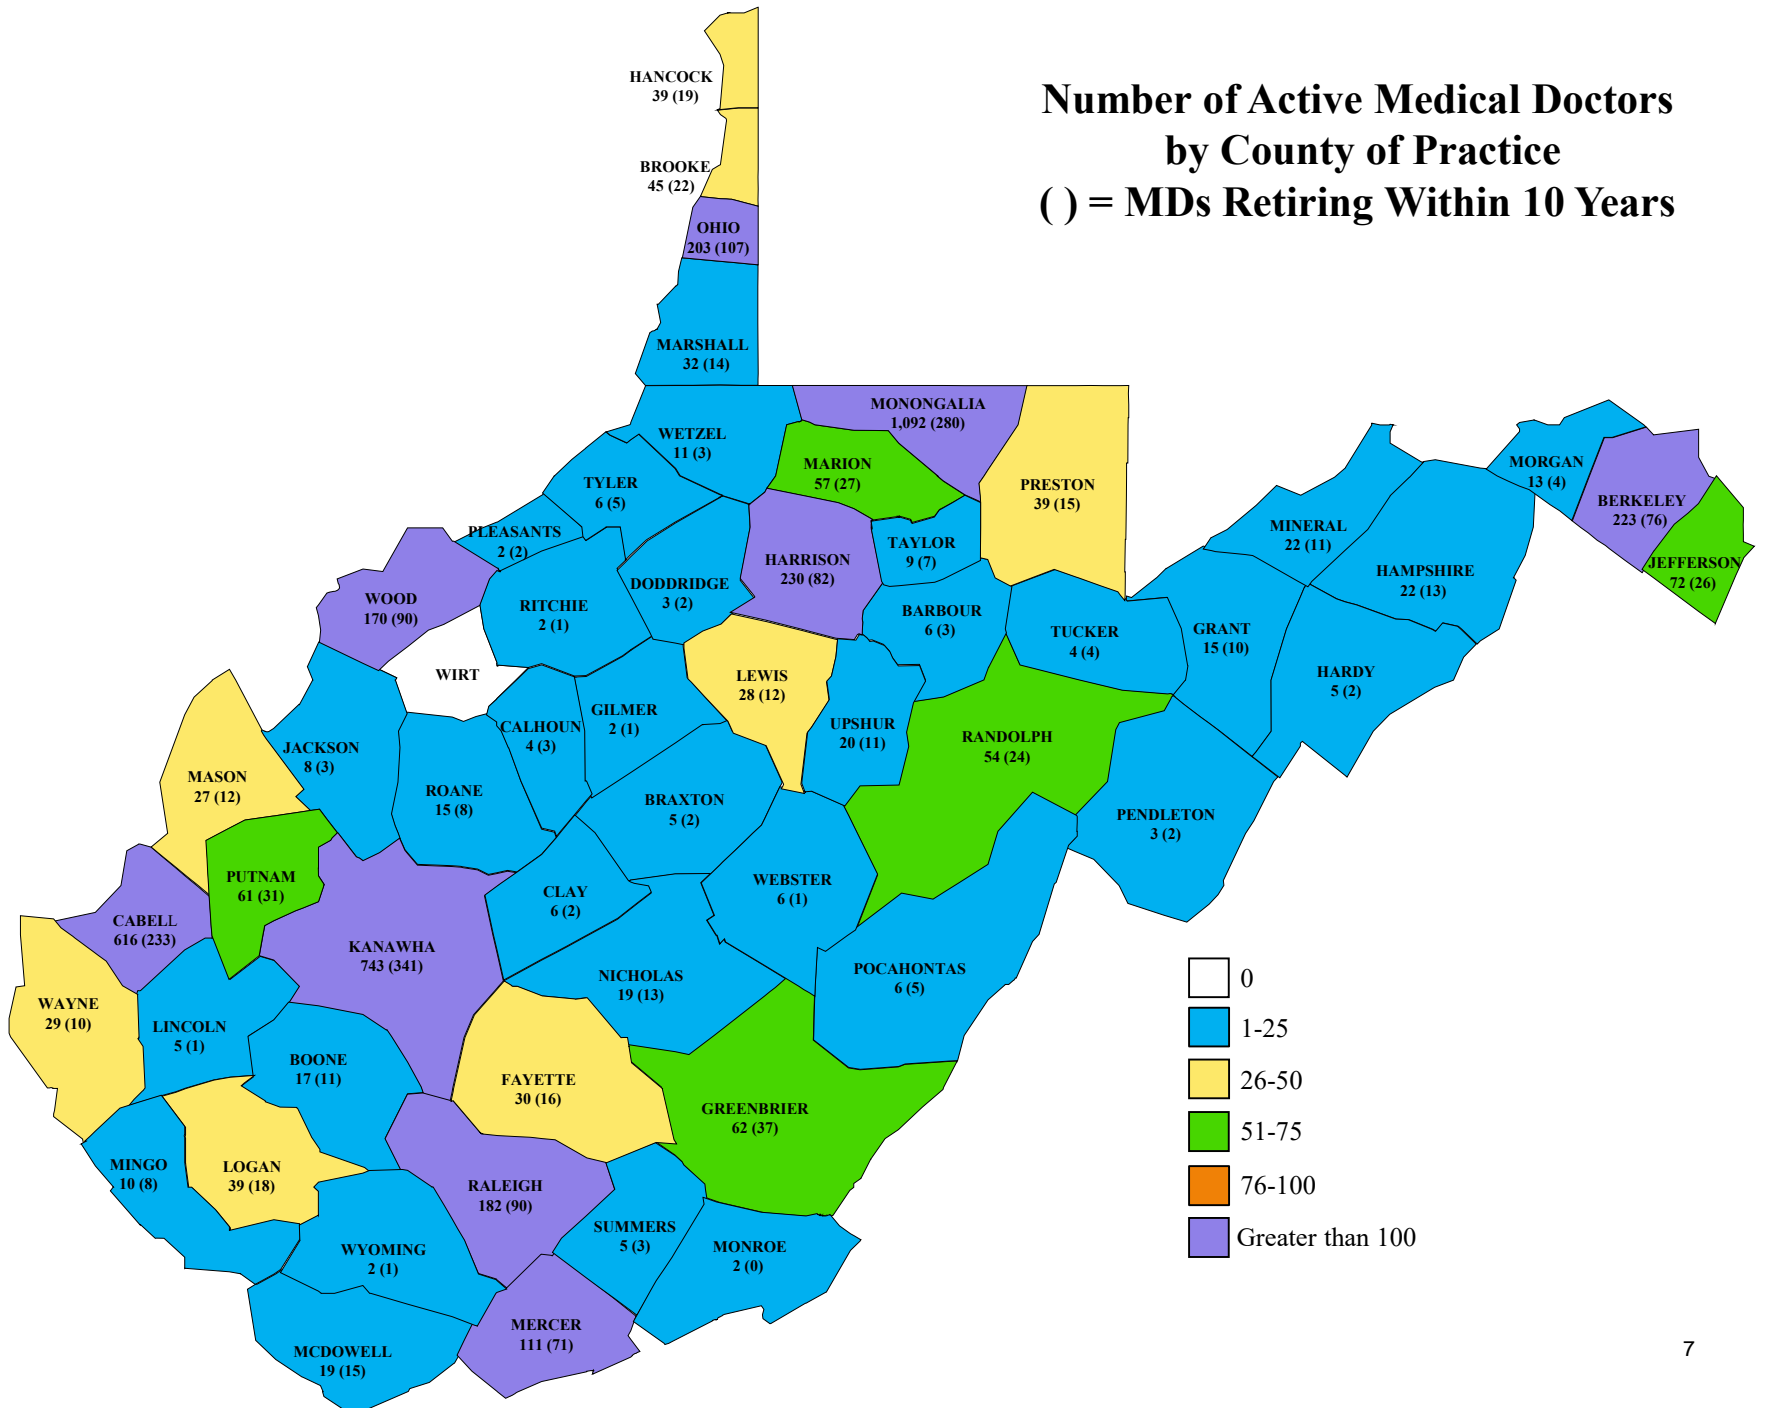 Number of Active Medical Doctors
by County of Practice
( ) = MDs Retiring Within 10 Years
HANCOCK
39 (19)
BROOKE
45 (22)
OHIO
203 (107)
MARSHALL
32 (14)
WETZEL
11 (3)
MONONGALIA
1,092 (280)
MARION
57 (27)
PRESTON
39 (15)
TYLER
6 (5)
PLEASANTS
2 (2)
DODDRIDGE
3 (2)
HARRISON
230 (82)
TAYLOR
9 (7)
MINERAL
22 (11)
HAMPSHIRE
22 (13)
MORGAN
13 (4)
BERKELEY
223 (76)
JEFFERSON
72 (26)
WOOD
170 (90)
RITCHIE
2 (1)
BARBOUR
6 (3)
TUCKER
4 (4)
GRANT
15 (10)
HARDY
5 (2)
WIRT
LEWIS
28 (12)
GILMER
2 (1)
CALHOUN
4 (3)
UPSHUR
20 (11)
RANDOLPH
54 (24)
JACKSON
8 (3)
MASON
27 (12)
ROANE
15 (8)
BRAXTON
5 (2)
PENDLETON
3 (2)
PUTNAM
61 (31)
CLAY
6 (2)
WEBSTER
6 (1)
CABELL
616 (233)
KANAWHA
743 (341)
NICHOLAS
19 (13)
POCAHONTAS
6 (5)
WAYNE
29 (10)
LINCOLN
5 (1)
BOONE
17 (11)
FAYETTE
30 (16)
GREENBRIER
62 (37)
MINGO
10 (8)
LOGAN
39 (18)
RALEIGH
182 (90)
SUMMERS
5 (3)
MONROE
2 (0)
WYOMING
2 (1)
MERCER
111 (71)
MCDOWELL
19 (15)
0
1-25
26-50
51-75
76-100
Greater than 100
7